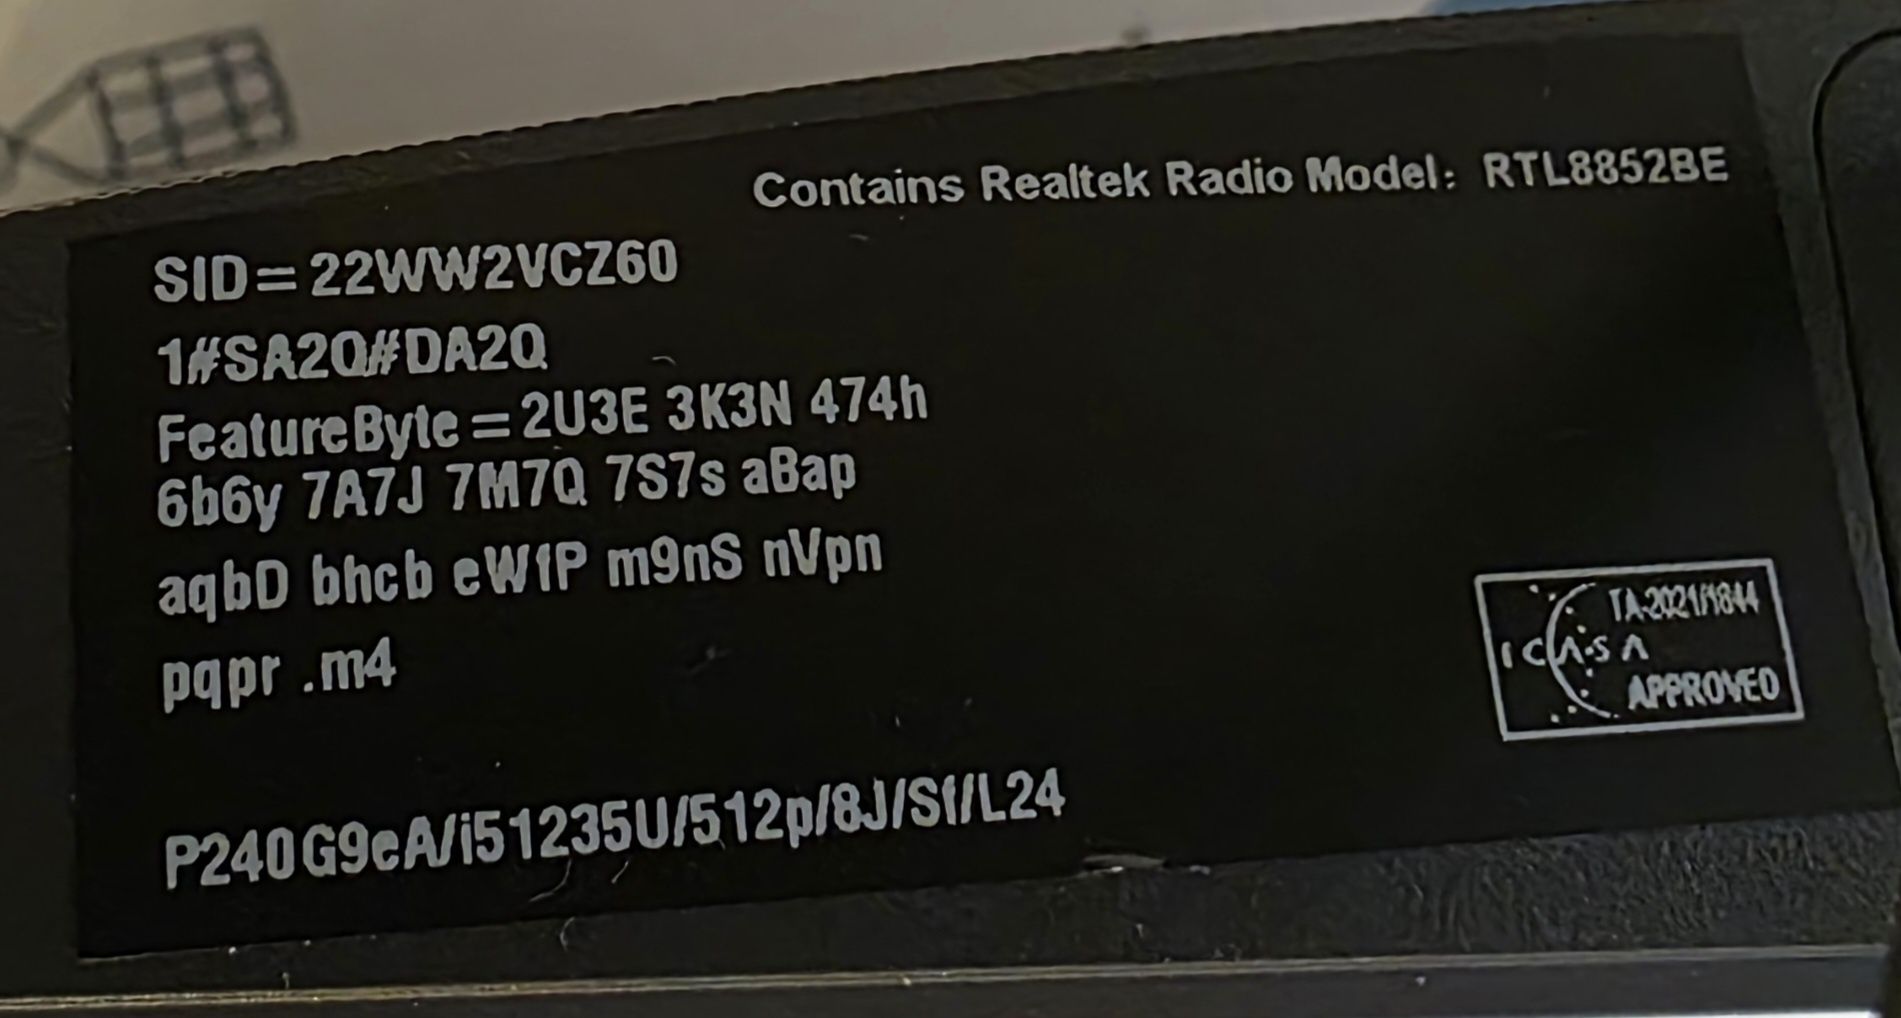 Contains Realtek Radio Model: RTL8852BE
SID=22WW2VCZ60
1#SA2Q#DA2Q
FeatureByte=2U3E 3K3N 474h
6b6y 7A7J 7M7Q 7S7s aBap
aqbD bhcb eWfP m9nS nVpn
pqpr .m4
TA-2021/1844
ICASA
APPROVED
P240G9eA/i51235U/512p/8J/Sf/L24